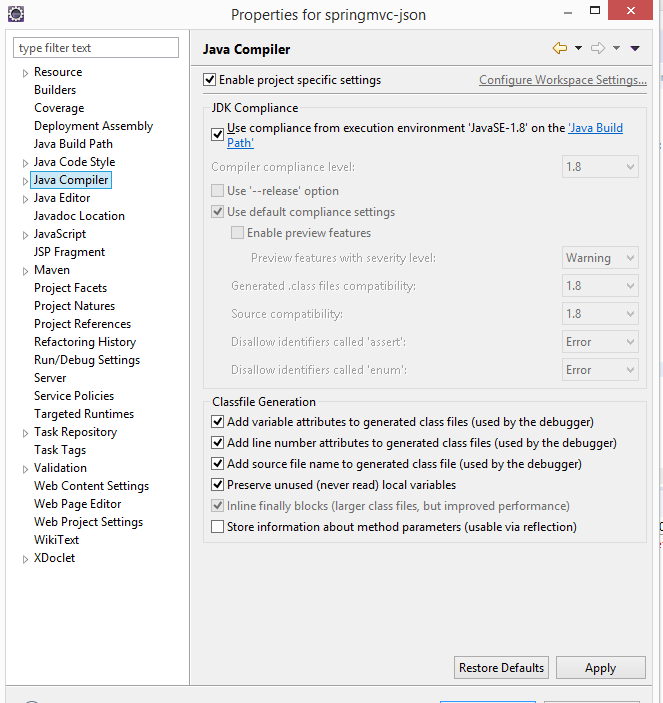 Properties for springmvc-json
type filter text
Resource
Builders
Coverage
Deployment Assembly
Java Build Path
Java Code Style
Java Compiler
Java Editor
Javadoc Location
JavaScript
JSP Fragment
Maven
Project Facets
Project Natures
Project References
Refactoring History
Run/Debug Settings
Server
Service Policies
Targeted Runtimes
Task Repository
Task Tags
Validation
Web Content Settings
Web Page Editor
Web Project Settings
WikiText
XDoclet
Java Compiler
Enable project specific settings
Configure Workspace Settings...
JDK Compliance
Use compliance from execution environment 'JavaSE-1.8' on the 'Java Build
Path'
Compiler compliance level: 1.8
Use '--release' option
Use default compliance settings
Enable preview features
Preview features with severity level: Warning
Generated .class files compatibility: 1.8
Source compatibility: 1.8
Disallow identifiers called 'assert': Error
Disallow identifiers called 'enum': Error
Classfile Generation
Add variable attributes to generated class files (used by the debugger)
Add line number attributes to generated class files (used by the debugger)
Add source file name to generated class file (used by the debugger)
Preserve unused (never read) local variables
Inline finally blocks (larger class files, but improved performance)
Store information about method parameters (usable via reflection)
Restore Defaults
Apply